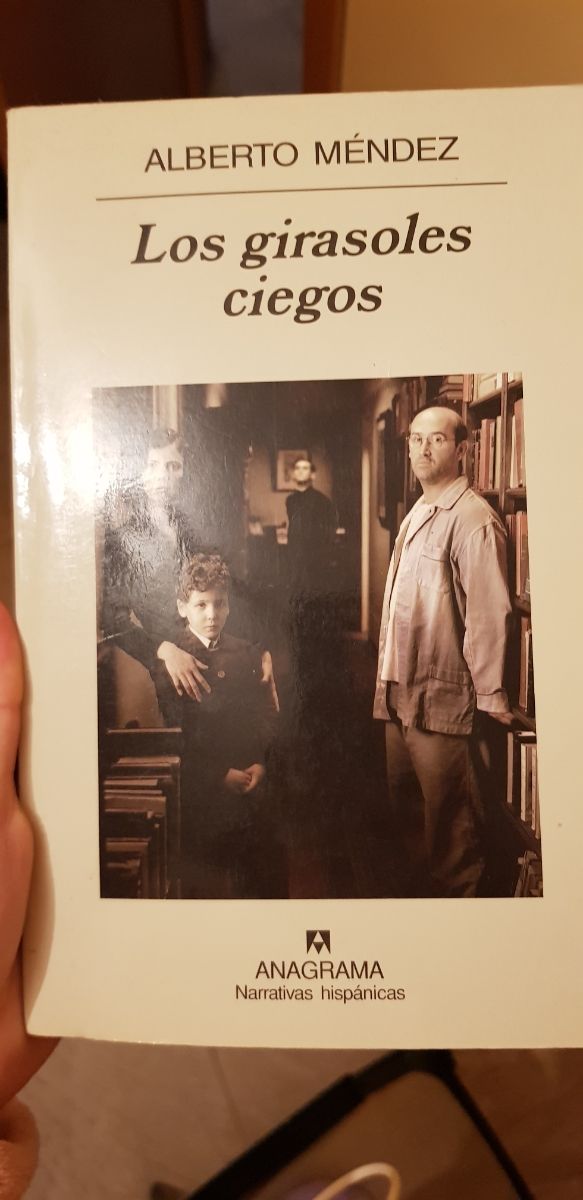 ALBERTO MÉNDEZ
Los girasoles
ciegos
ANAGRAMA
Narrativas hispánicas